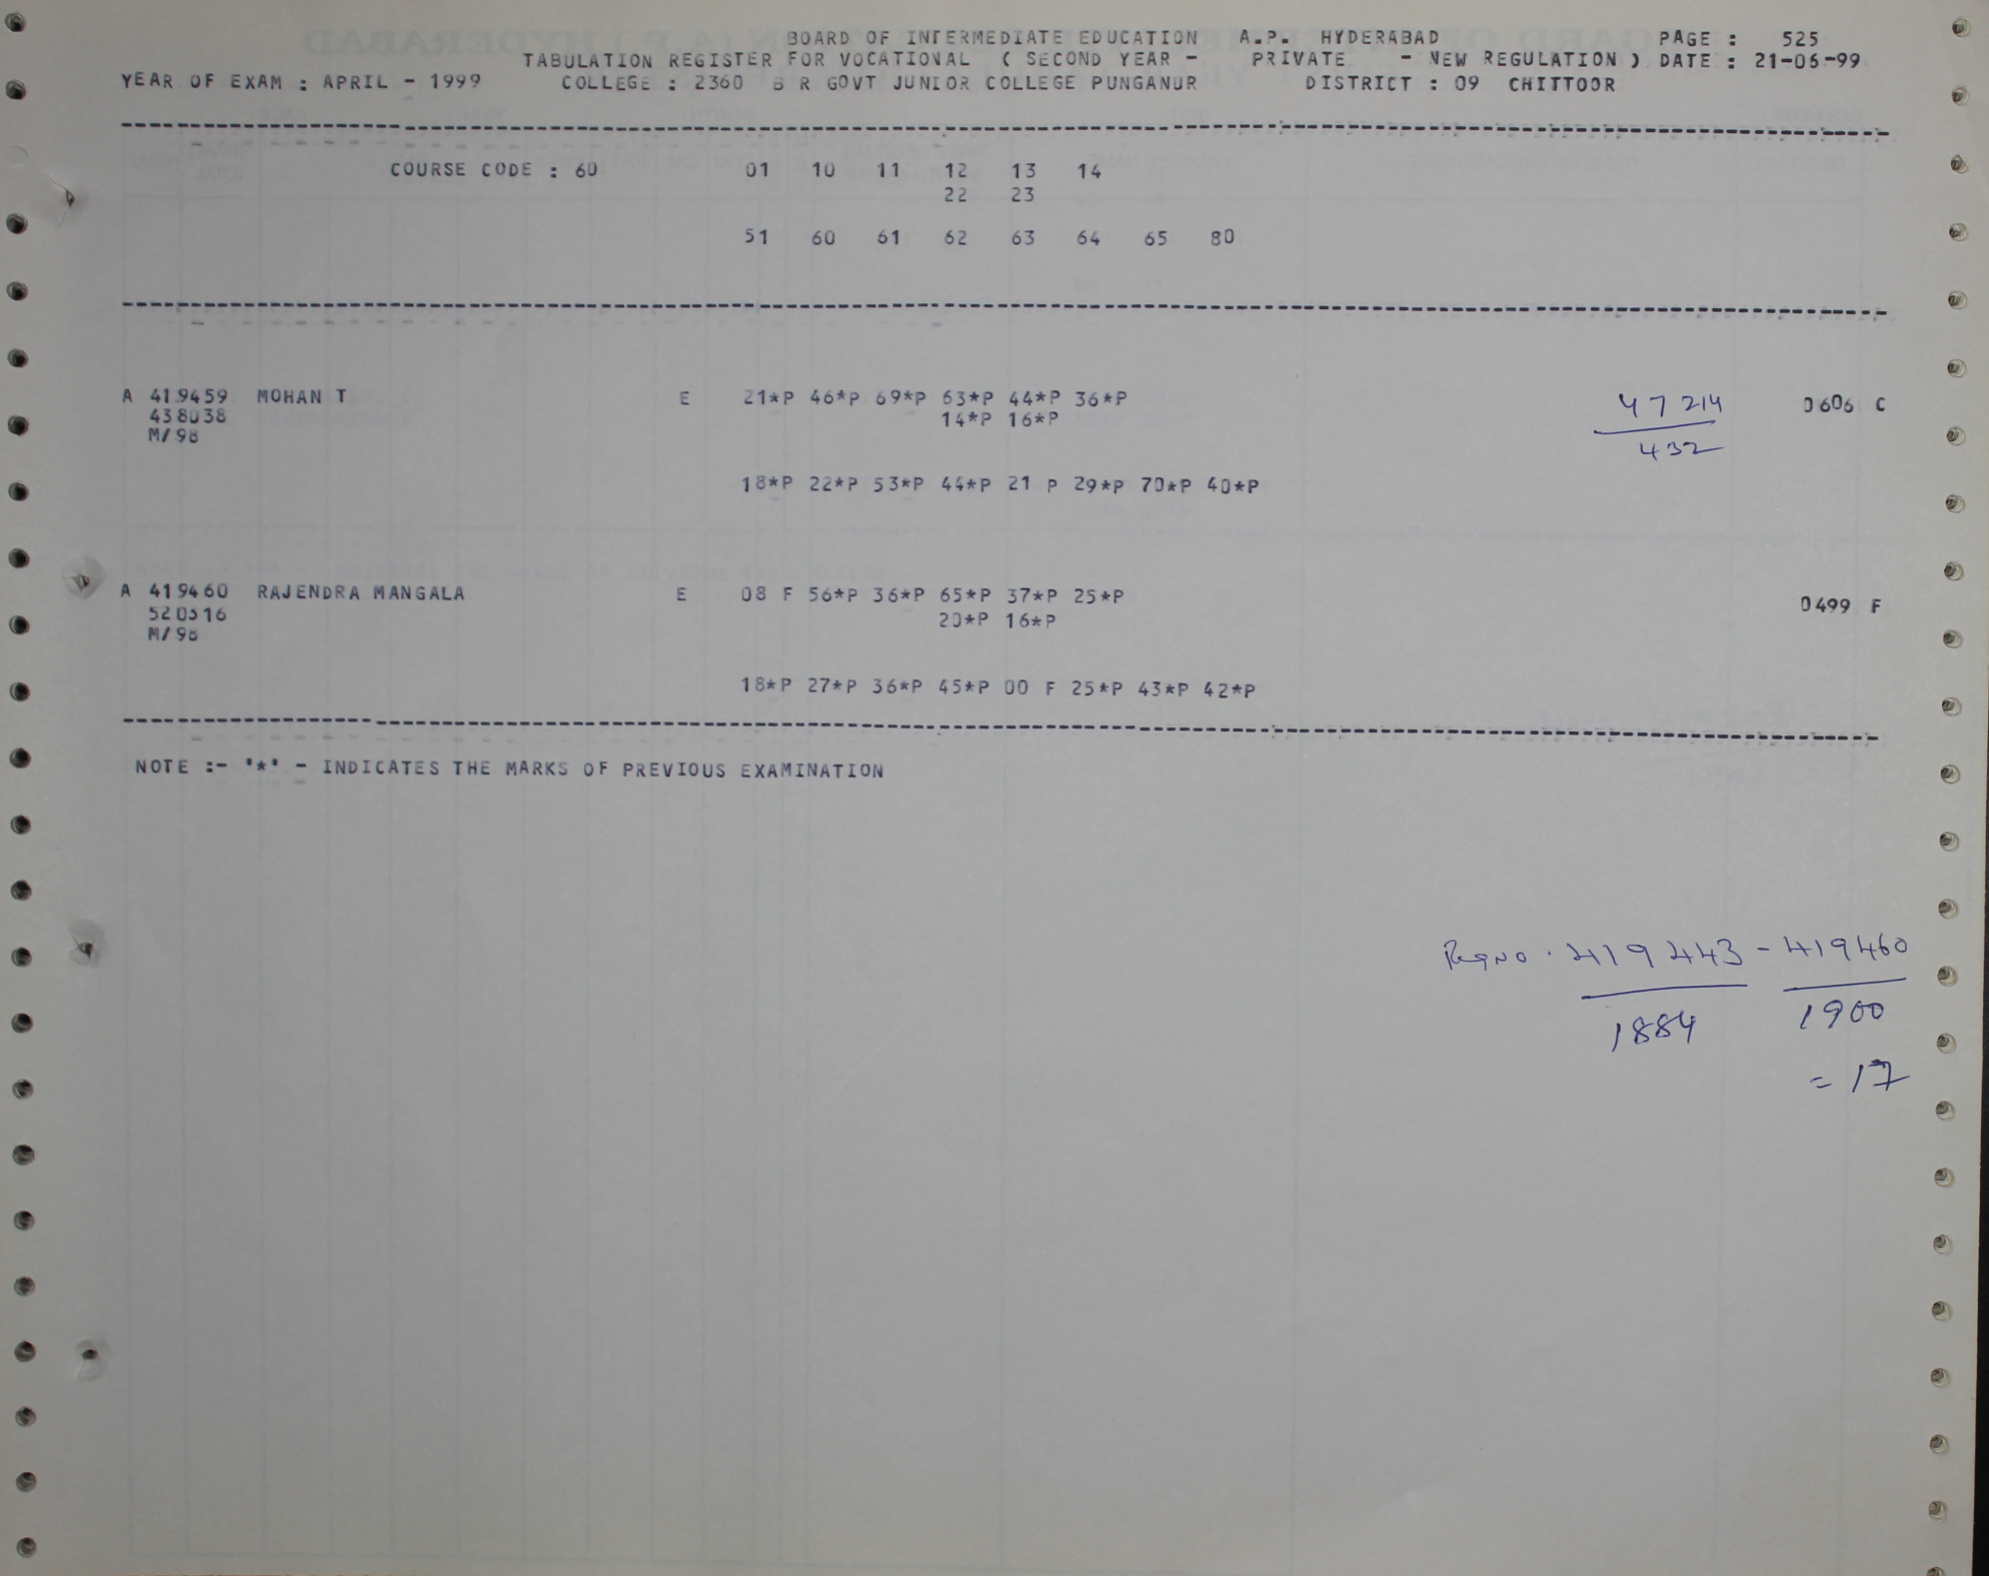 BOARD OF INTERMEDIATE EDUCATION A.P. HYDERABAD PAGE : 525
TABULATION REGISTER FOR VOCATIONAL ( SECOND YEAR - PRIVATE - NEW REGULATION ) DATE : 21-06-99
YEAR OF EXAM : APRIL - 1999 COLLEGE : 2360 B R GOVT JUNIOR COLLEGE PUNGANUR DISTRICT : 09 CHITTOOR
COURSE CODE : 60 01 10 11 12 13 14
22 23
51 60 61 62 63 64 65 80
A 419459 MOHAN T E 21*P 46*P 69*P 63*P 44*P 36*P 47214 0606 C
438038 14*P 16*P 432
M/98
18*P 22*P 53*P 44*P 21 P 29*P 70*P 40*P
A 419460 RAJENDRA MANGALA E 08 F 56*P 36*P 65*P 37*P 25*P 0499 F
520516 20*P 16*P
M/98
18*P 27*P 36*P 45*P 00 F 25*P 43*P 42*P
NOTE :- '*' - INDICATES THE MARKS OF PREVIOUS EXAMINATION
RegNo. 419443 - 419460
1884 1900
= 17